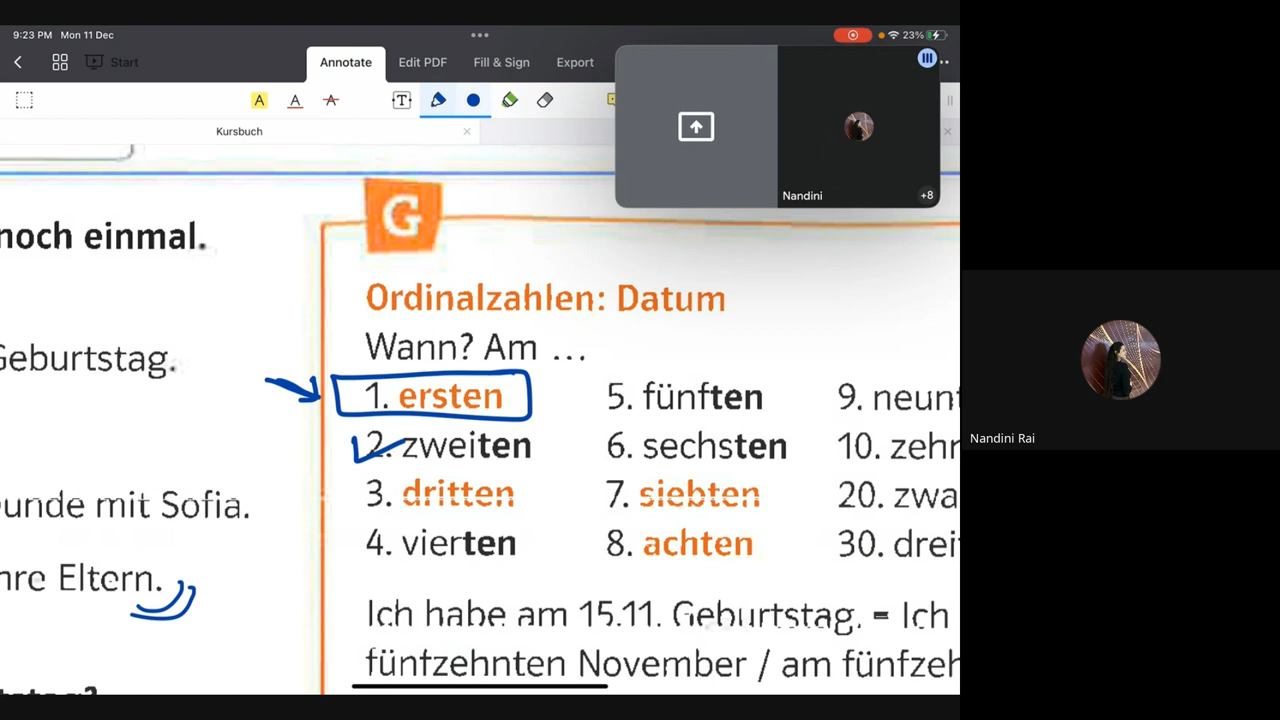 9:23 PM Mon 11 Dec
23%
Start
Annotate
Edit PDF
Fill & Sign
Export
A A A T
Kursbuch
Nandini
+8
noch einmal.
Geburtstag.
mit Sofia.
Eltern.
G
Ordinalzahlen: Datum
Wann? Am ...
1. ersten 5. fünften 9. neunt
2. zweiten 6. sechsten 10. zehn
3. dritten 7. siebten 20. zwa
4. vierten 8. achten 30. drei
Ich habe am 15.11. Geburtstag. = Ich
fünfzehnten November / am fünfzeh
Nandini Rai